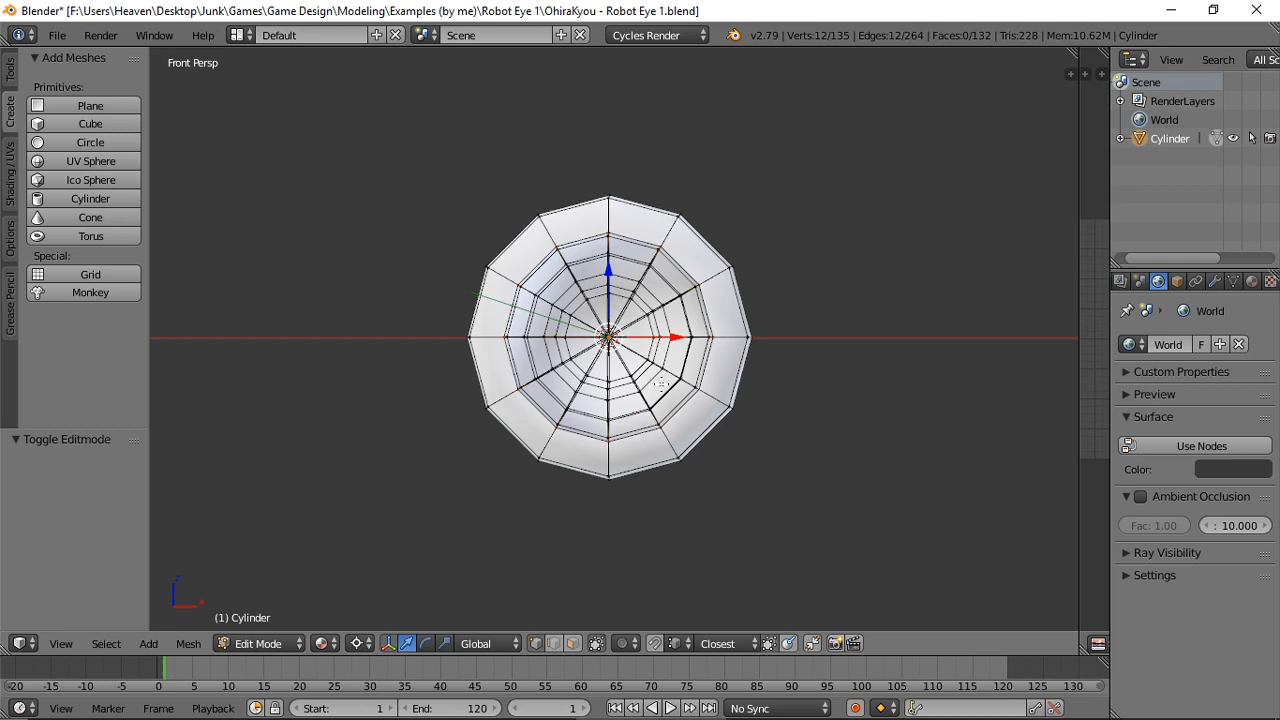 Blender* [F:\Users\Heaven\Desktop\Junk\Games\Game Design\Modeling\Examples (by me)\Robot Eye 1\OhiraKyou - Robot Eye 1.blend]
File Render Window Help Default Scene Cycles Render v2.79 | Verts:12/135 | Edges:12/264 | Faces:0/132 | Tris:228 | Mem:10.62M | Cylinder
Tools
Create
Shading / UVs
Options
Grease Pencil
Add Meshes
Primitives:
Plane
Cube
Circle
UV Sphere
Ico Sphere
Cylinder
Cone
Torus
Special:
Grid
Monkey
Toggle Editmode
Front Persp
z
x
(1) Cylinder
View Search All Sc
Scene
RenderLayers
World
Cylinder
World
World F
Custom Properties
Preview
Surface
Use Nodes
Color:
Ambient Occlusion
Fac: 1.00 : 10.000
Ray Visibility
Settings
View Select Add Mesh Edit Mode Global Closest
-20 -15 -10 -5 0 5 10 15 20 25 30 35 40 45 50 55 60 65 70 75 80 85 90 95 100 105 110 115 120 125 130
View Marker Frame Playback Start: 1 End: 120 1 No Sync